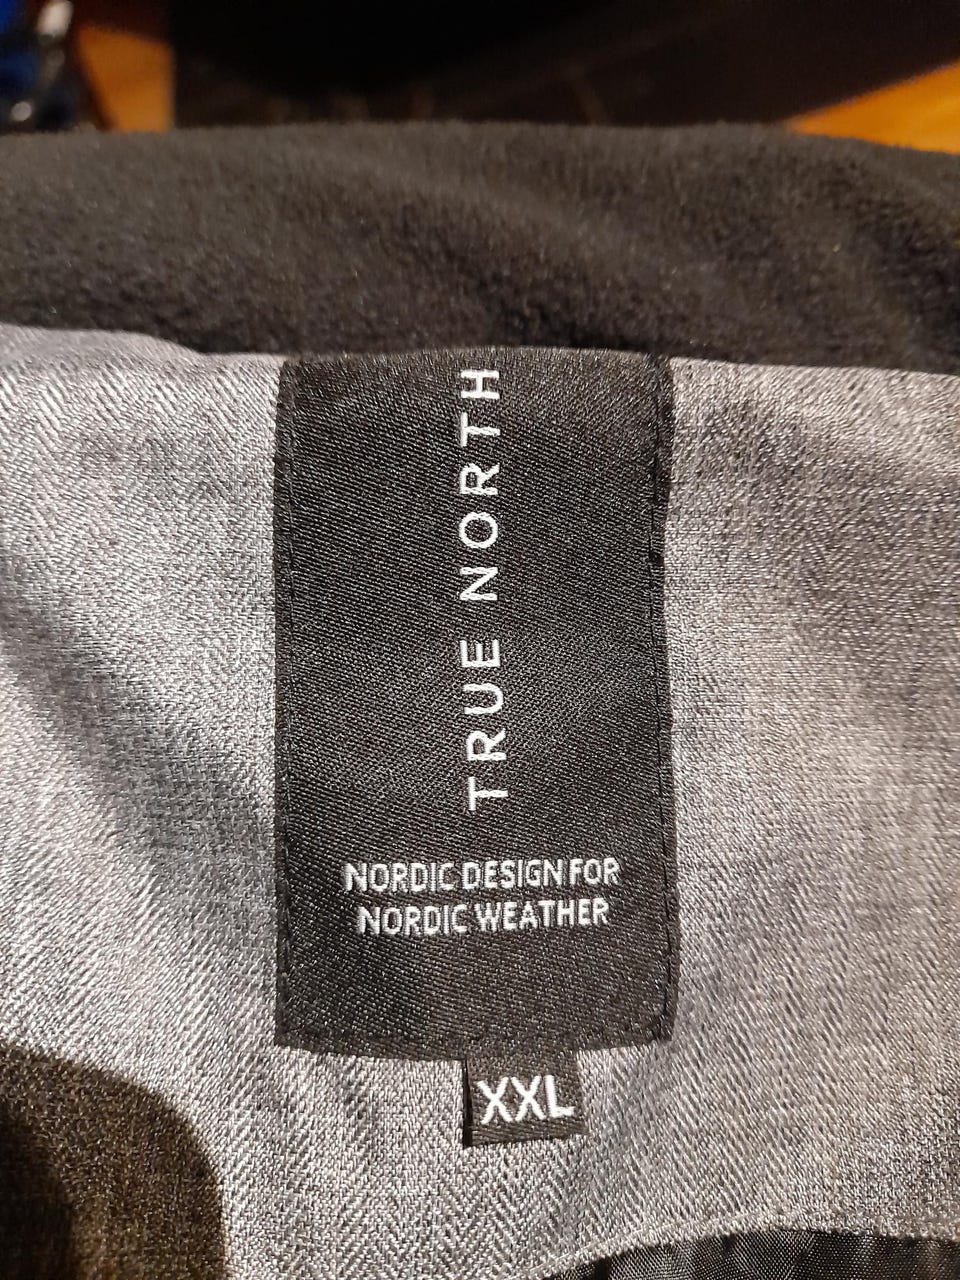 TRUE NORTH
NORDIC DESIGN FOR
NORDIC WEATHER
XXL